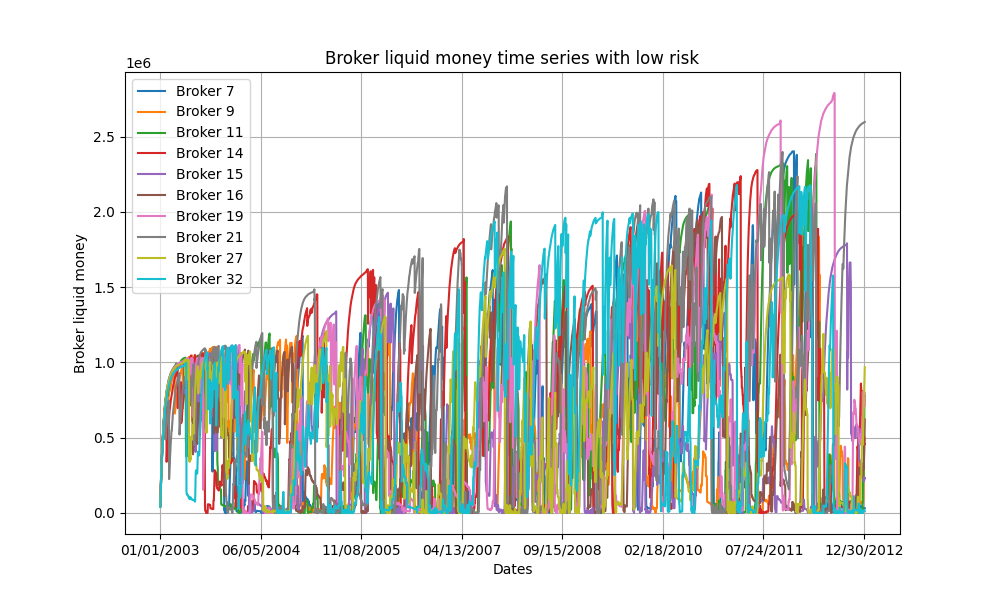 Broker liquid money time series with low risk
1e6
Broker 7
Broker 9
Broker 11
Broker 14
Broker 15
Broker 16
Broker 19
Broker 21
Broker 27
Broker 32
2.5
2.0
1.5
1.0
0.5
0.0
Broker liquid money
01/01/2003 06/05/2004 11/08/2005 04/13/2007 09/15/2008 02/18/2010 07/24/2011 12/30/2012
Dates